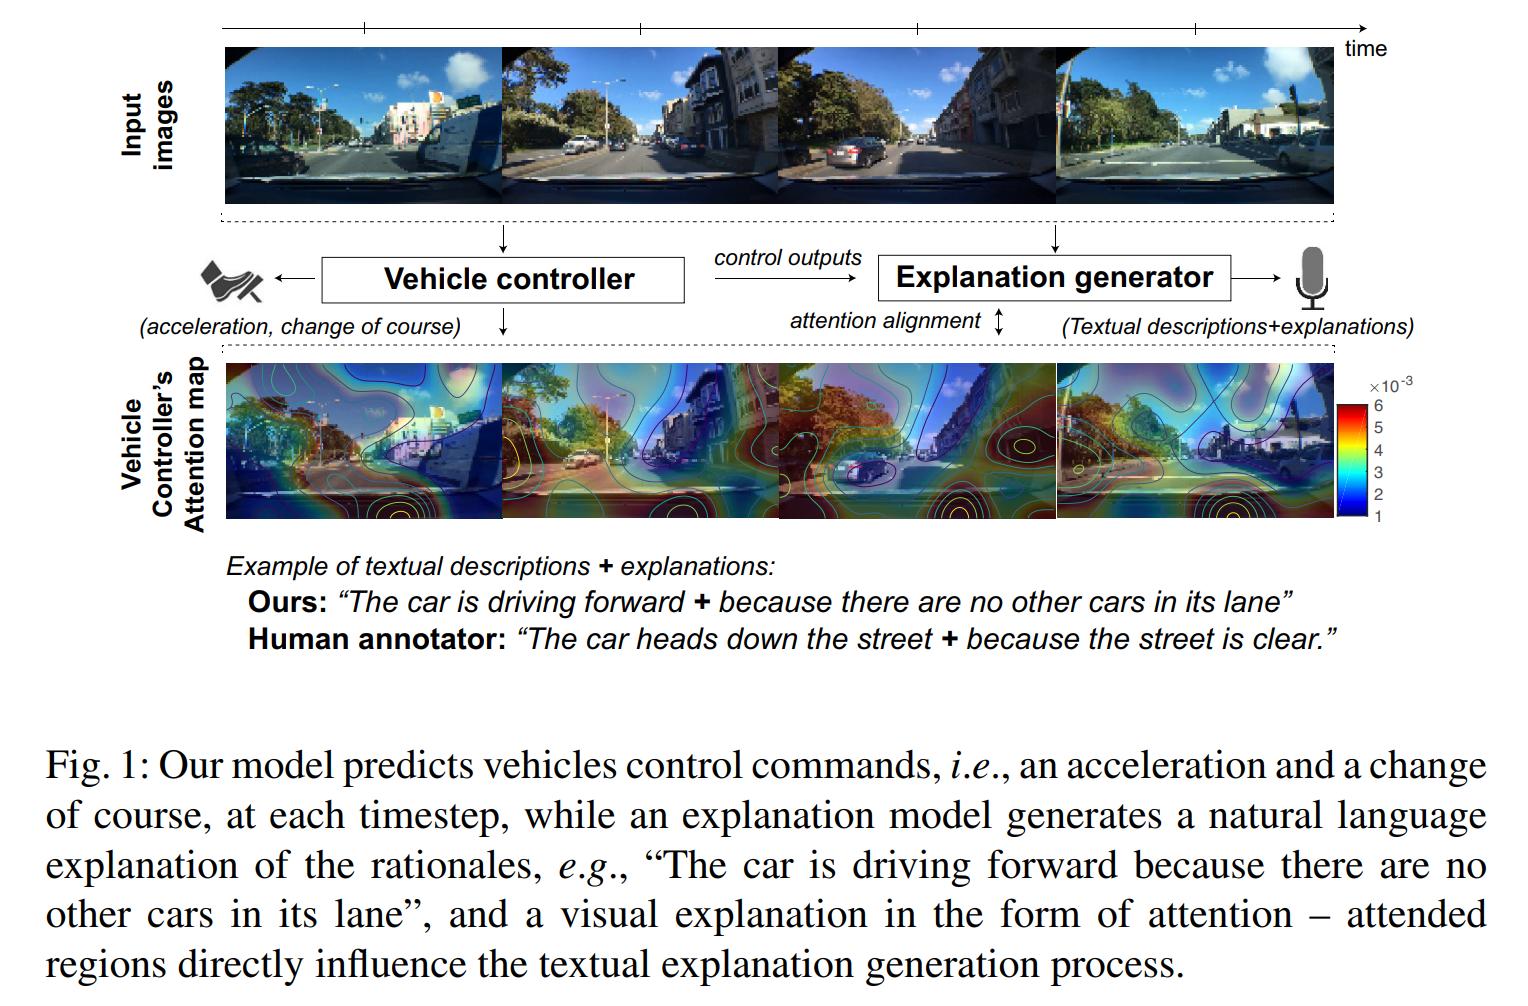 time
Input
images
Vehicle controller
control outputs
Explanation generator
(acceleration, change of course)
attention alignment
(Textual descriptions+explanations)
Vehicle
Controller’s
Attention map
×10-3
6
5
4
3
2
1
Example of textual descriptions + explanations:
Ours: “The car is driving forward + because there are no other cars in its lane”
Human annotator: “The car heads down the street + because the street is clear.”
Fig. 1: Our model predicts vehicles control commands, i.e., an acceleration and a change
of course, at each timestep, while an explanation model generates a natural language
explanation of the rationales, e.g., “The car is driving forward because there are no
other cars in its lane”, and a visual explanation in the form of attention – attended
regions directly influence the textual explanation generation process.